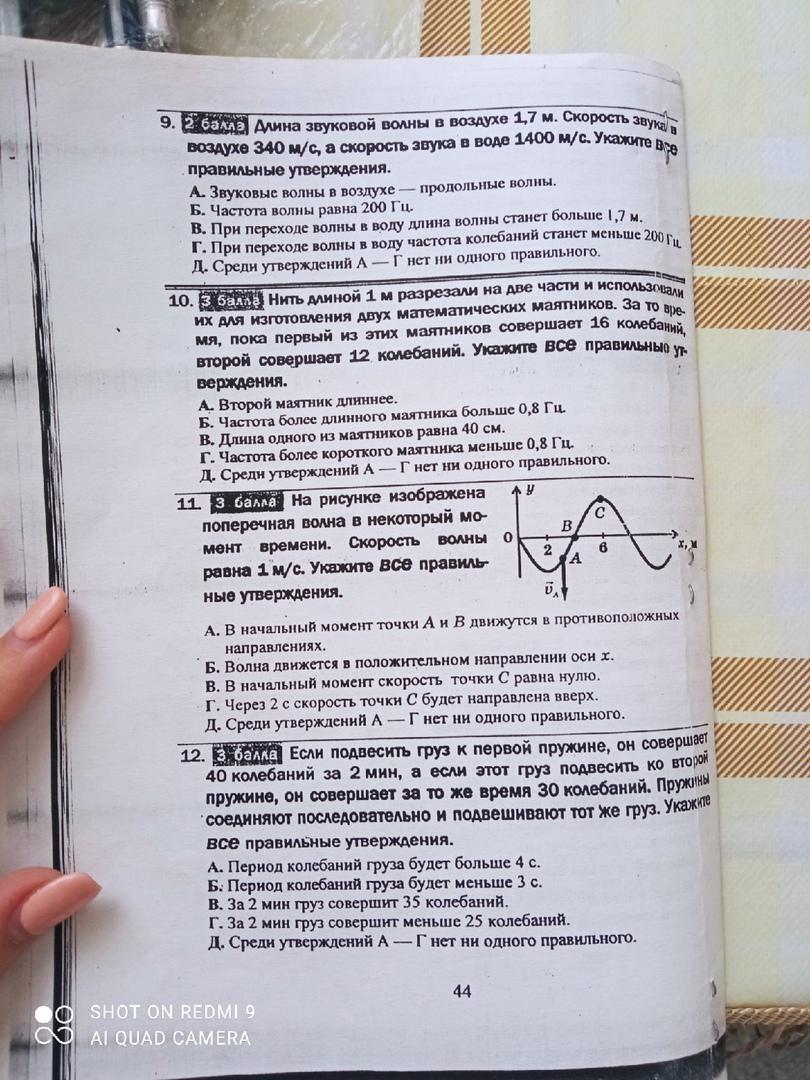 9. 2 балла Длина звуковой волны в воздухе 1,7 м. Скорость звука в
воздухе 340 м/с, а скорость звука в воде 1400 м/с. Укажите все
правильные утверждения.
А. Звуковые волны в воздухе — продольные волны.
Б. Частота волны равна 200 Гц.
В. При переходе волны в воду длина волны станет больше 1,7 м.
Г. При переходе волны в воду частота колебаний станет меньше 200 Гц.
Д. Среди утверждений А — Г нет ни одного правильного.
10. 3 балла Нить длиной 1 м разрезали на две части и использовали
их для изготовления двух математических маятников. За то вре-
мя, пока первый из этих маятников совершает 16 колебаний,
второй совершает 12 колебаний. Укажите все правильные ут-
верждения.
А. Второй маятник длиннее.
Б. Частота более длинного маятника больше 0,8 Гц.
В. Длина одного из маятников равна 40 см.
Г. Частота более короткого маятника меньше 0,8 Гц.
Д. Среди утверждений А — Г нет ни одного правильного.
11. 3 балла На рисунке изображена
поперечная волна в некоторый мо-
мент времени. Скорость волны
равна 1 м/с. Укажите все правиль-
ные утверждения.
y
C
B
0 2 6 x, м
A
v⃗A
А. В начальный момент точки A и B движутся в противоположных
направлениях.
Б. Волна движется в положительном направлении оси x.
В. В начальный момент скорость точки C равна нулю.
Г. Через 2 с скорость точки C будет направлена вверх.
Д. Среди утверждений А — Г нет ни одного правильного.
12. 3 балла Если подвесить груз к первой пружине, он совершает
40 колебаний за 2 мин, а если этот груз подвесить ко второй
пружине, он совершает за то же время 30 колебаний. Пружины
соединяют последовательно и подвешивают тот же груз. Укажите
все правильные утверждения.
А. Период колебаний груза будет больше 4 с.
Б. Период колебаний груза будет меньше 3 с.
В. За 2 мин груз совершит 35 колебаний.
Г. За 2 мин груз совершит меньше 25 колебаний.
Д. Среди утверждений А — Г нет ни одного правильного.
44
SHOT ON REDMI 9
AI QUAD CAMERA